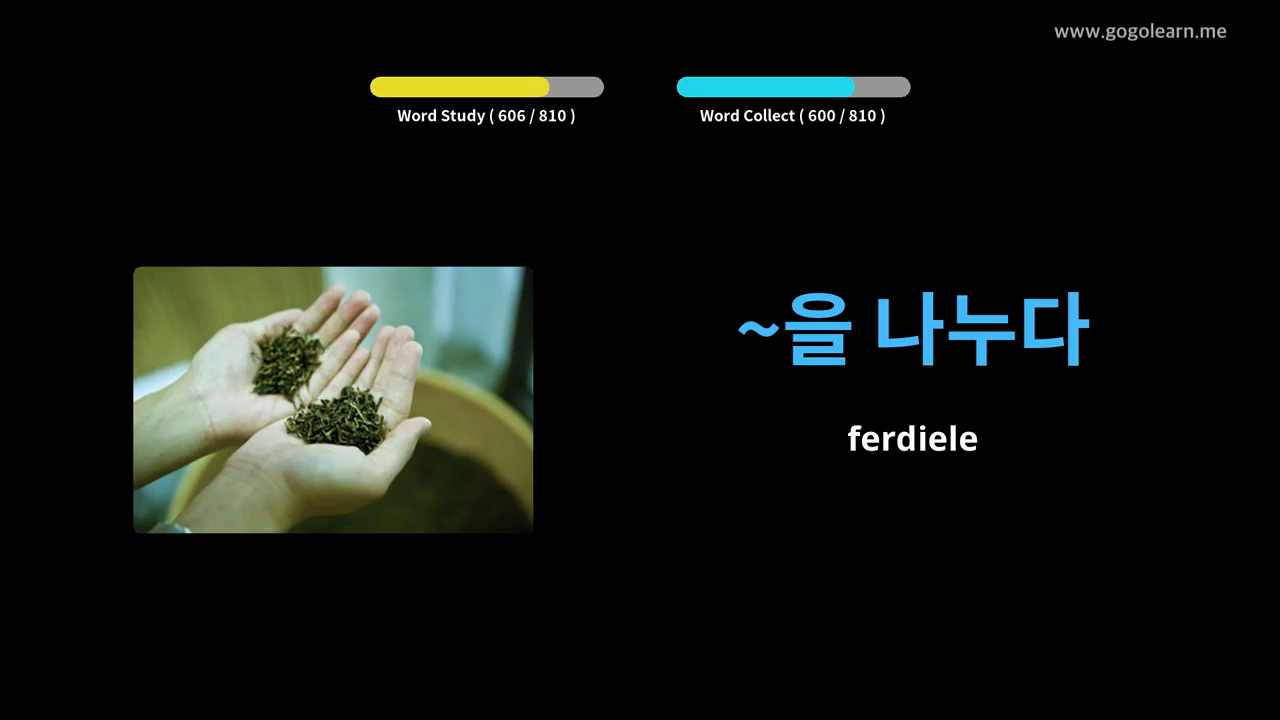 www.gogolearn.me
Word Study ( 606 / 810 )
Word Collect ( 600 / 810 )
~을 나누다
ferdiele